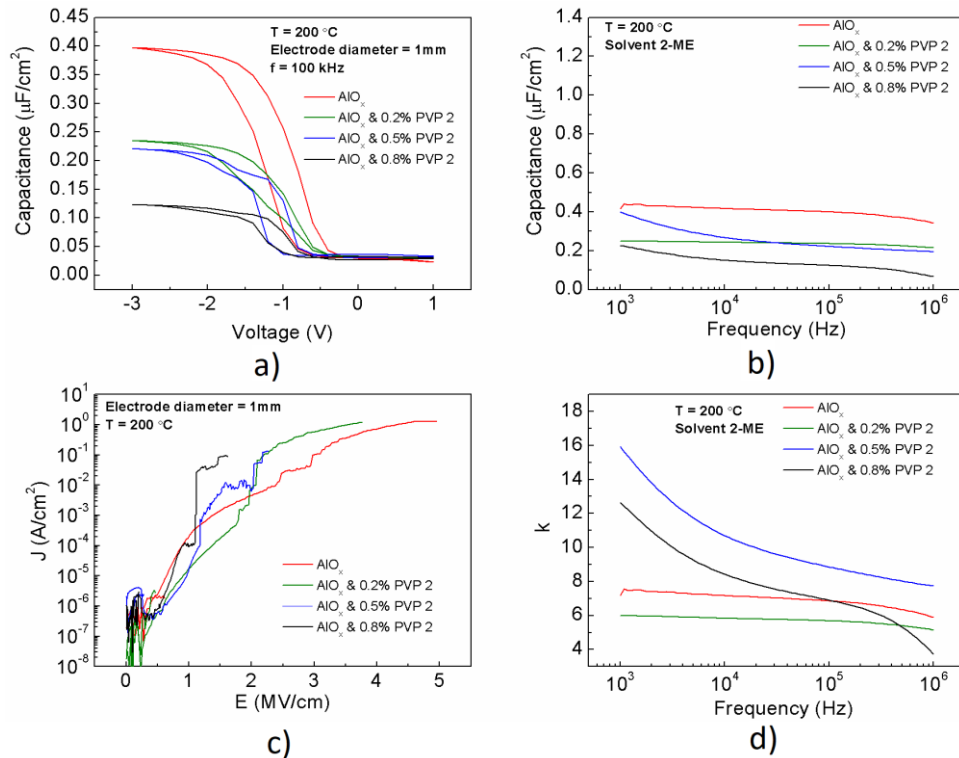 T = 200 °C
Electrode diameter = 1mm
f = 100 kHz
AlOx
AlOx & 0.2% PVP 2
AlOx & 0.5% PVP 2
AlOx & 0.8% PVP 2
Capacitance (µF/cm²)
0.45
0.40
0.35
0.30
0.25
0.20
0.15
0.10
0.05
0.00
-3 -2 -1 0 1
Voltage (V)
a)
T = 200 °C
Solvent 2-ME
AlOx
AlOx & 0.2% PVP 2
AlOx & 0.5% PVP 2
AlOx & 0.8% PVP 2
Capacitance (µF/cm²)
1.4
1.2
1.0
0.8
0.6
0.4
0.2
0.0
10³ 10⁴ 10⁵ 10⁶
Frequency (Hz)
b)
Electrode diameter = 1mm
T = 200 °C
AlOx
AlOx & 0.2% PVP 2
AlOx & 0.5% PVP 2
AlOx & 0.8% PVP 2
J (A/cm²)
10¹
10⁰
10⁻¹
10⁻²
10⁻³
10⁻⁴
10⁻⁵
10⁻⁶
10⁻⁷
10⁻⁸
0 1 2 3 4 5
E (MV/cm)
c)
T = 200 °C
Solvent 2-ME
AlOx
AlOx & 0.2% PVP 2
AlOx & 0.5% PVP 2
AlOx & 0.8% PVP 2
k
18
16
14
12
10
8
6
4
10³ 10⁴ 10⁵ 10⁶
Frequency (Hz)
d)